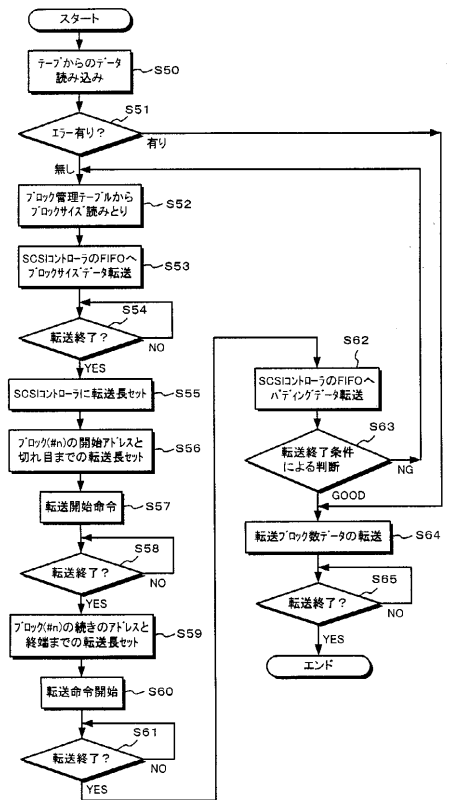 スタート
テープからのデータ
読み込み
S50
S51
エラー有り？
有り
無し
ブロック管理テーブルから
ブロックサイズ読みとり
S52
SCSIコントローラのFIFOへ
ブロックサイズデータ転送
S53
S54
転送終了？
NO
YES
SCSIコントローラに転送長セット
S55
ブロック(#n)の開始アドレスと
切れ目までの転送長セット
S56
転送開始命令
S57
S58
転送終了？
NO
YES
ブロック(#n)の続きのアドレスと
終端までの転送長セット
S59
転送命令開始
S60
S61
転送終了？
NO
YES
S62
SCSIコントローラのFIFOへ
パディングデータ転送
S63
転送終了条件
による判断
NG
GOOD
転送ブロック数データの転送
S64
S65
転送終了？
NO
YES
エンド